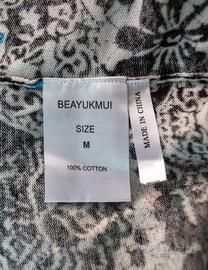 BEAYUKMUI
SIZE
M
100% COTTON
MADE IN CHINA